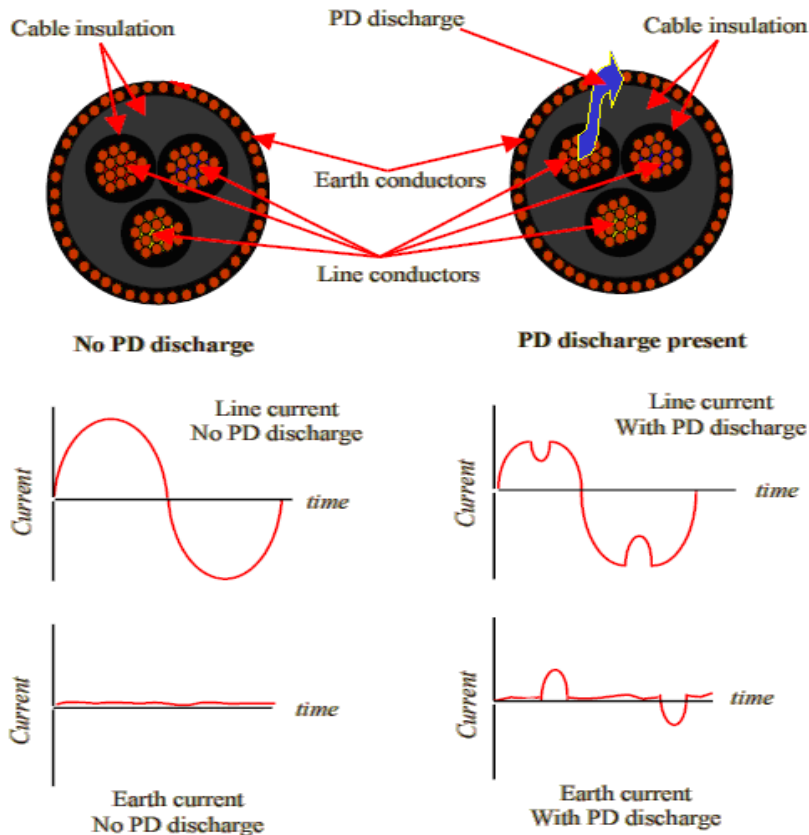 Cable insulation
PD discharge
Cable insulation
Earth conductors
Line conductors
No PD discharge
PD discharge present
Line current
No PD discharge
Current
time
Line current
With PD discharge
Current
time
Current
time
Earth current
No PD discharge
Current
time
Earth current
With PD discharge